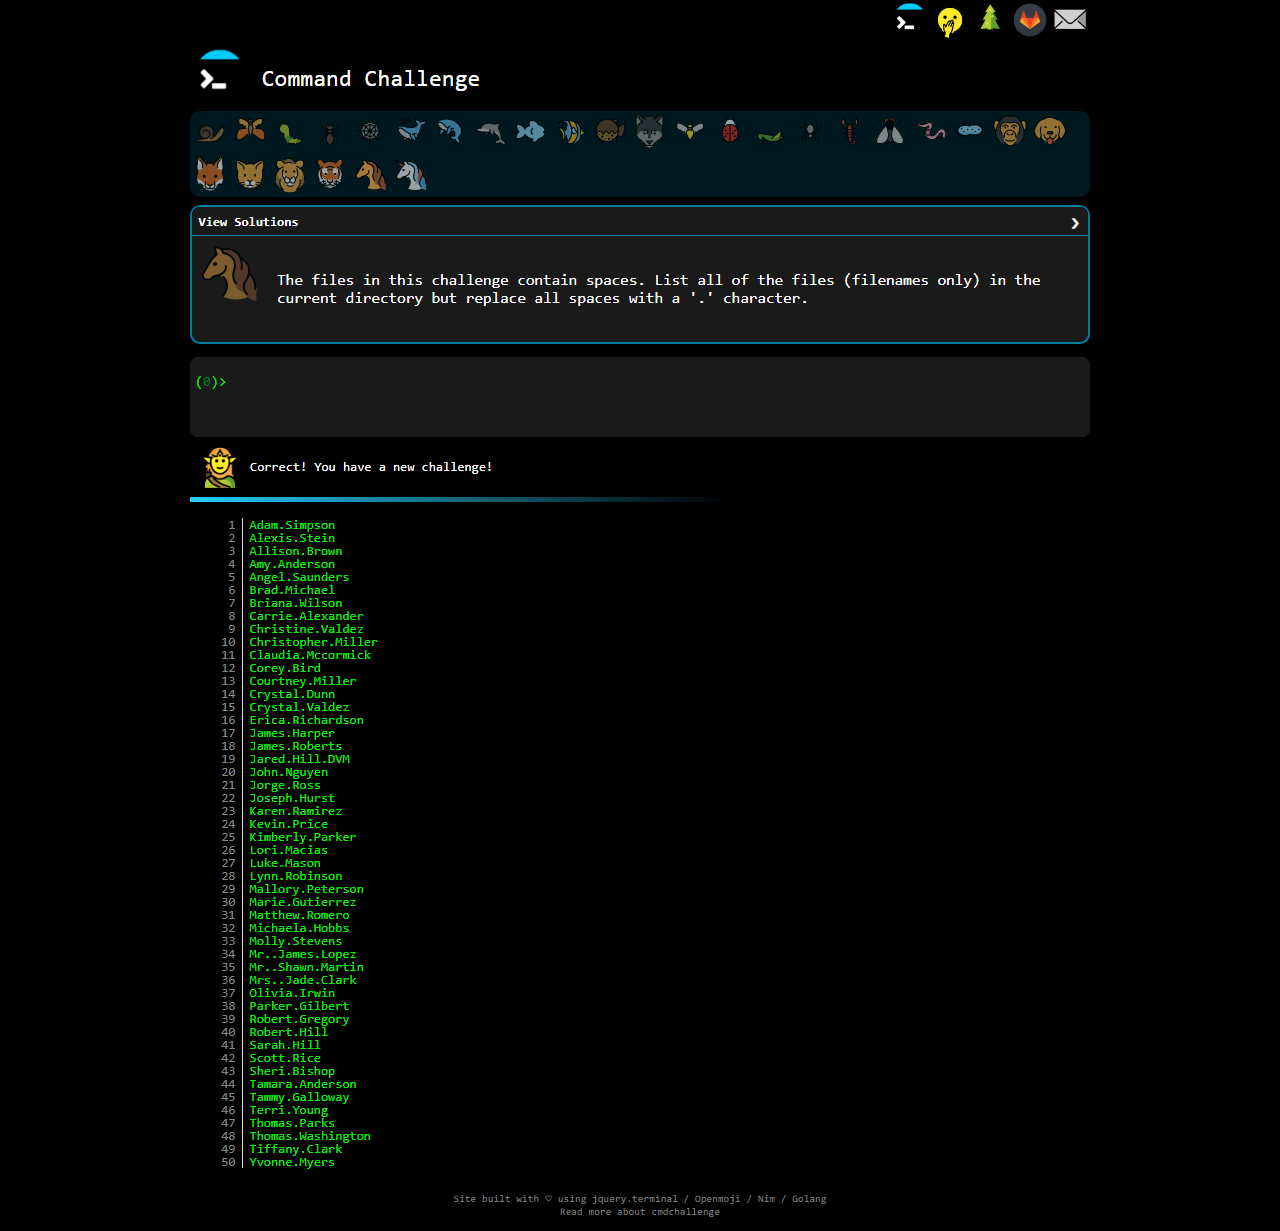 Command Challenge
View Solutions
The files in this challenge contain spaces. List all of the files (filenames only) in the
current directory but replace all spaces with a '.' character.
(0)>
Correct! You have a new challenge!
1 Adam.Simpson
2 Alexis.Stein
3 Allison.Brown
4 Amy.Anderson
5 Angel.Saunders
6 Brad.Michael
7 Briana.Wilson
8 Carrie.Alexander
9 Christine.Valdez
10 Christopher.Miller
11 Claudia.Mccormick
12 Corey.Bird
13 Courtney.Miller
14 Crystal.Dunn
15 Crystal.Valdez
16 Erica.Richardson
17 James.Harper
18 James.Roberts
19 Jared.Hill.DVM
20 John.Nguyen
21 Jorge.Ross
22 Joseph.Hurst
23 Karen.Ramirez
24 Kevin.Price
25 Kimberly.Parker
26 Lori.Macias
27 Luke.Mason
28 Lynn.Robinson
29 Mallory.Peterson
30 Marie.Gutierrez
31 Matthew.Romero
32 Michaela.Hobbs
33 Molly.Stevens
34 Mr..James.Lopez
35 Mr..Shawn.Martin
36 Mrs..Jade.Clark
37 Olivia.Irwin
38 Parker.Gilbert
39 Robert.Gregory
40 Robert.Hill
41 Sarah.Hill
42 Scott.Rice
43 Sheri.Bishop
44 Tamara.Anderson
45 Tammy.Galloway
46 Terri.Young
47 Thomas.Parks
48 Thomas.Washington
49 Tiffany.Clark
50 Yvonne.Myers
Site built with ♡ using jquery.terminal / Openmoji / Nim / Golang
Read more about cmdchallenge